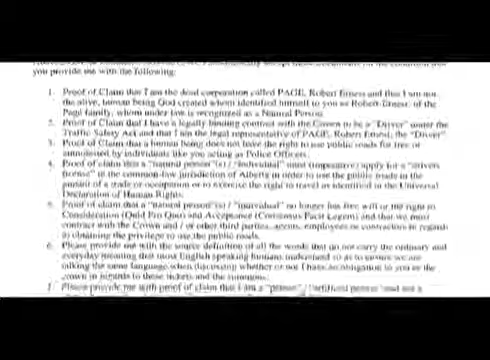 you provide me with the following:
1. Proof of Claim that I am the dead corporation called PAGE, Robert Ernest and that I am not
the alive, human being God created whom identified himself to you as Robert-Ernest: of the
Page family, whom under law is recognized as a Natural Person.
2. Proof of Claim that I have a legally binding contract with the Crown to be a "Driver" under the
Traffic Safety Act and that I am the legal representative of PAGE, Robert Ernest, the "Driver"
3. Proof of Claim that a human being does not have the right to use public roads for free or
unmolested by individuals like you acting as Police Officers.
4. Proof of claim that a "natural person"(s) / "individual" must (imperative) apply for a "drivers
license" in the common-law jurisdiction of Alberta in order to use the public roads in the
pursuit of a trade or occupation or to exercise the right to travel as identified in the Universal
Declaration of Human Rights.
5. Proof of claim that a "natural person"(s) / "individual" no longer has free will or the right to
Consideration (Quid Pro Quo) and Acceptance (Consensus Facit Legem) and that we must
contract with the Crown and / or other third parties, agents, employees or contractors in regards
to obtaining the privilege to use the public roads.
6. Please provide me with the source definition of all the words that do not carry the ordinary and
everyday meaning that most English speaking humans understand so as to ensure we are
talking the same language when discussing whether or not I have an obligation to you or the
crown in regards to these tickets and the summons.
7. Please provide me with proof of claim that I am a "person" / "artificial person" and not a